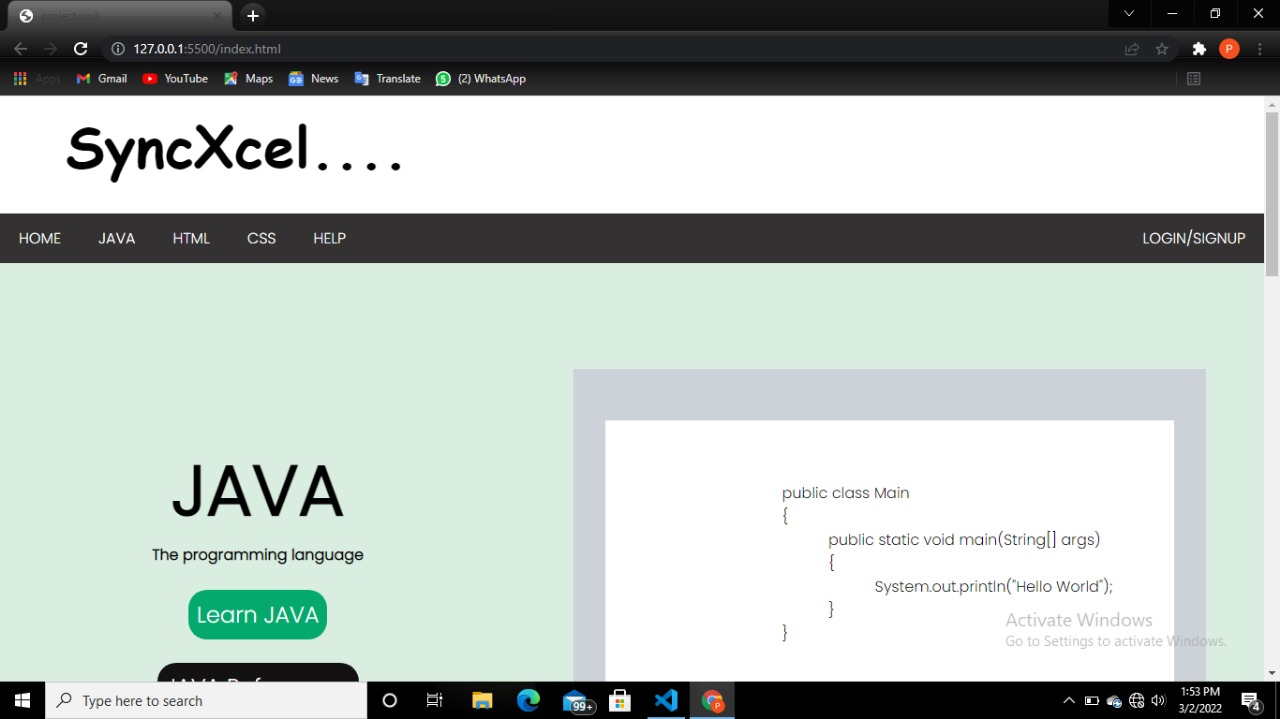 projectwork
127.0.0.1:5500/index.html
P
Apps Gmail YouTube Maps News Translate (2) WhatsApp
SyncXcel....
HOME JAVA HTML CSS HELP LOGIN/SIGNUP
JAVA
The programming language
Learn JAVA
public class Main
{
public static void main(String[] args)
{
System.out.println("Hello World");
}
}
Activate Windows
Go to Settings to activate Windows.
Type here to search
99+
P
1:53 PM
3/2/2022
4